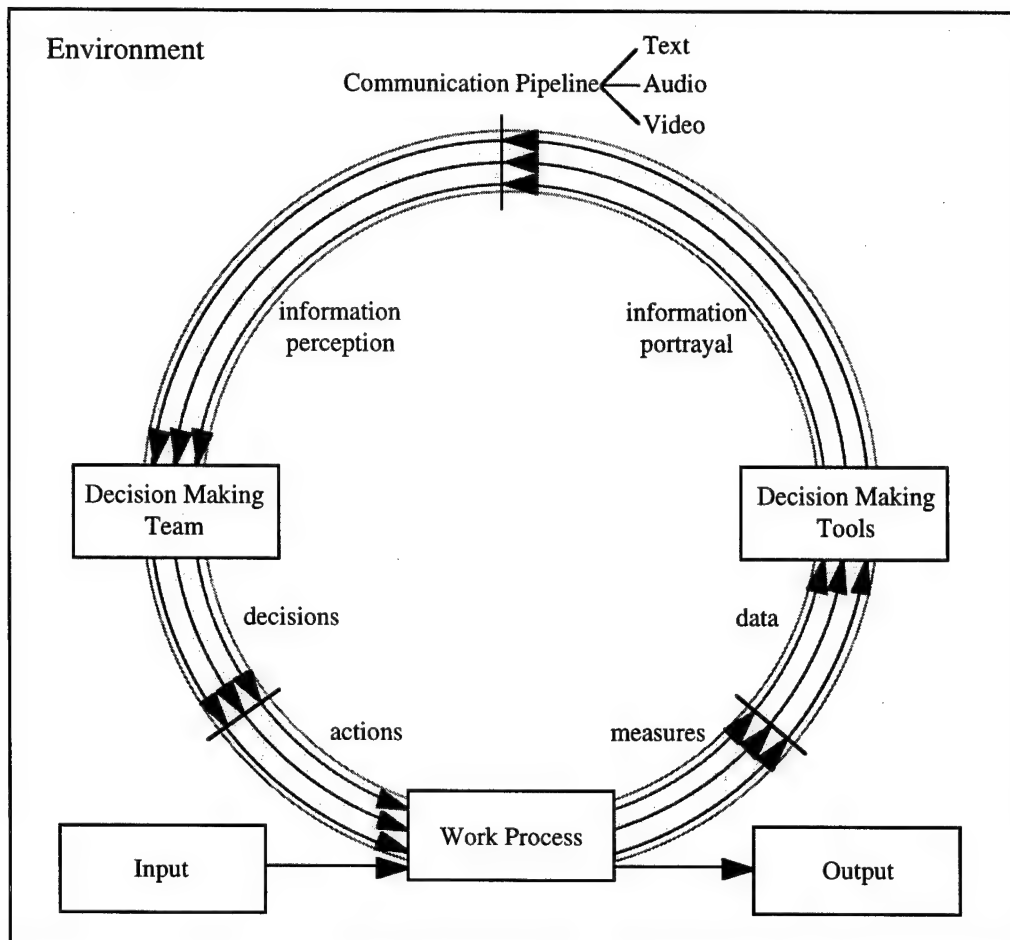 Environment
Text
Communication Pipeline
Audio
Video
information
perception
information
portrayal
Decision Making
Team
Decision Making
Tools
decisions
data
actions
measures
Input
Work Process
Output